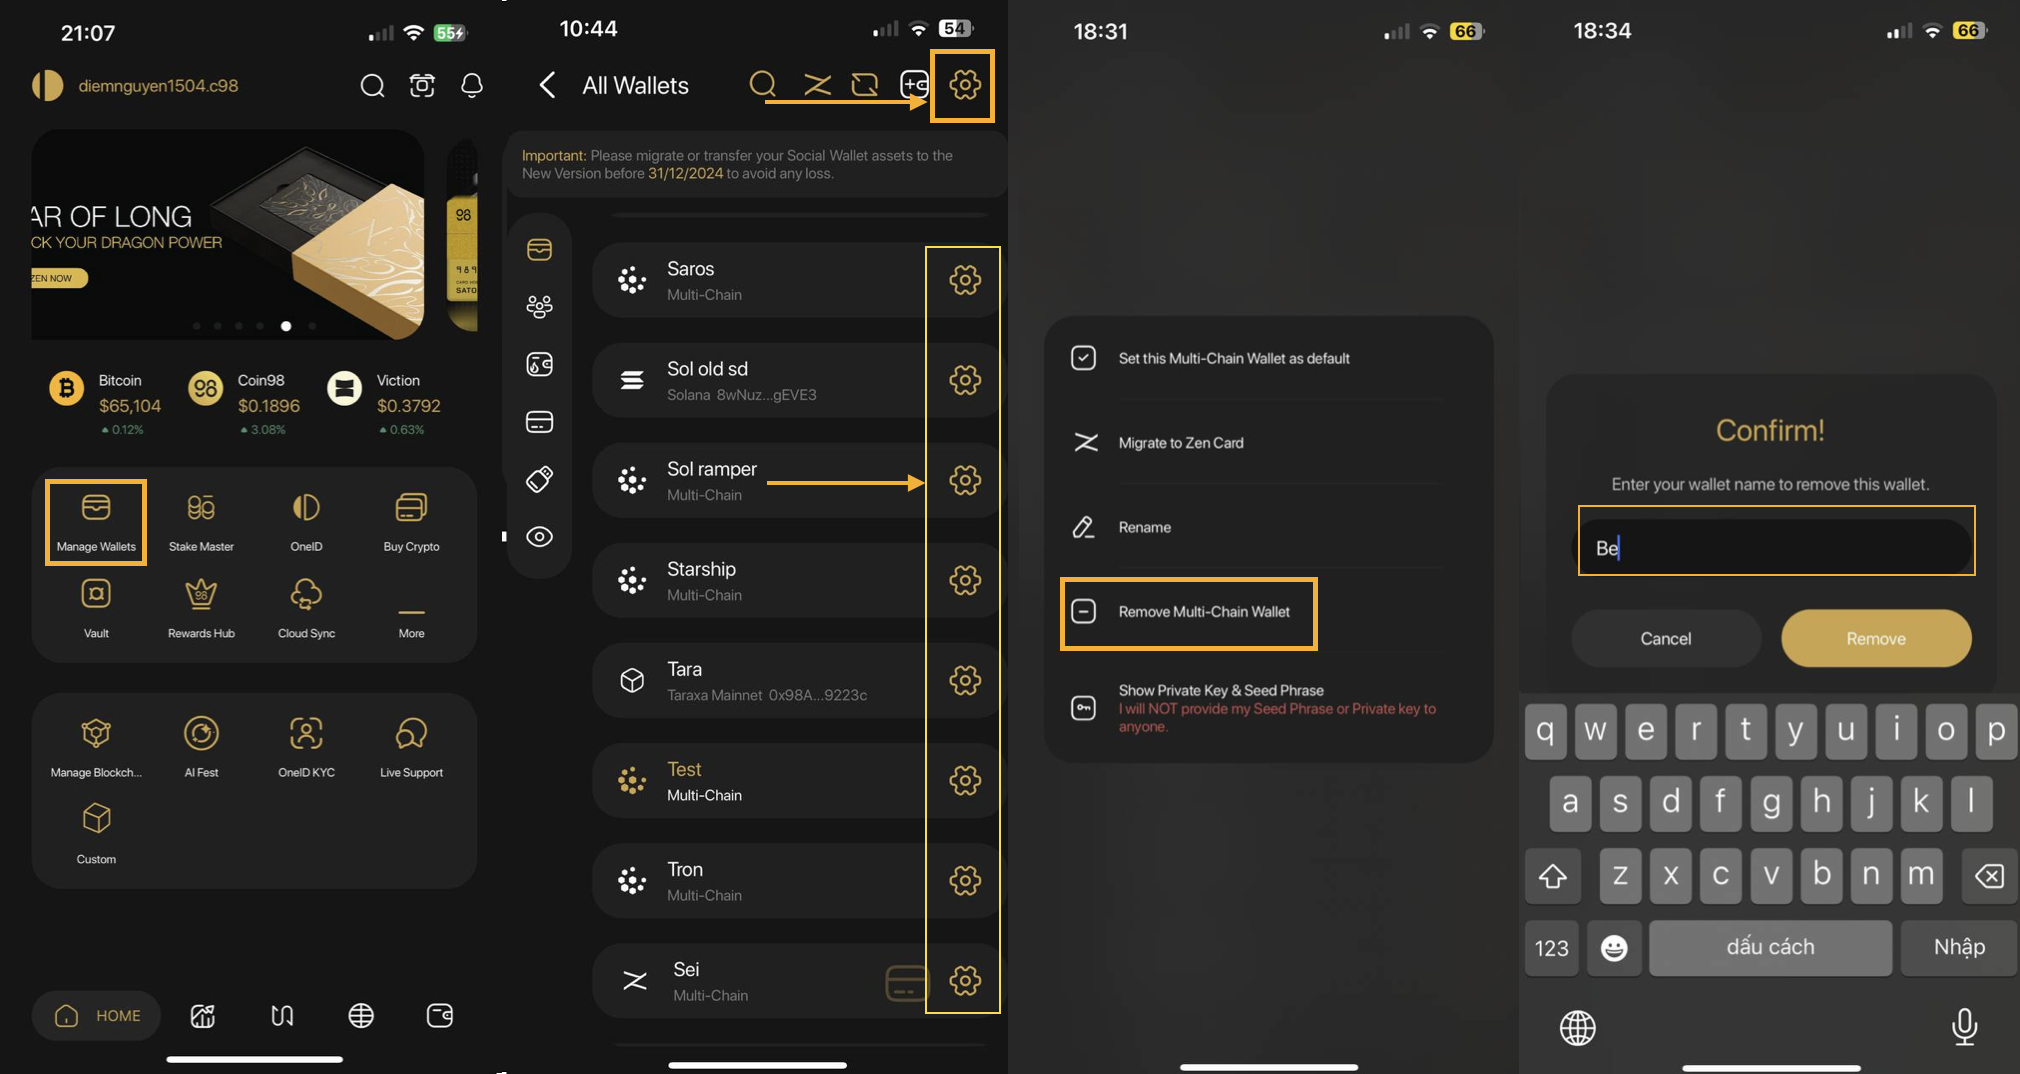 21:07
55
diemnguyen1504.c98
AR OF LONG
CK YOUR DRAGON POWER
ZEN NOW
98
989
SATO
Bitcoin
$65,104
0.12%
Coin98
$0.1896
3.08%
Viction
$0.3792
0.63%
Manage Wallets
Stake Master
OneID
Buy Crypto
Vault
Rewards Hub
Cloud Sync
More
Manage Blockch...
AI Fest
OneID KYC
Live Support
Custom
HOME
10:44
54
All Wallets
Important: Please migrate or transfer your Social Wallet assets to the
New Version before 31/12/2024 to avoid any loss.
Saros
Multi-Chain
Sol old sd
Solana 8wNuz...gEVE3
Sol ramper
Multi-Chain
Starship
Multi-Chain
Tara
Taraxa Mainnet 0x98A...9223c
Test
Multi-Chain
Tron
Multi-Chain
Sei
Multi-Chain
18:31
66
Set this Multi-Chain Wallet as default
Migrate to Zen Card
Rename
Remove Multi-Chain Wallet
Show Private Key & Seed Phrase
I will NOT provide my Seed Phrase or Private key to
anyone.
18:34
66
Confirm!
Enter your wallet name to remove this wallet.
Be
Cancel
Remove
q w e r t y u i o p
a s d f g h j k l
z x c v b n m
123
dấu cách
Nhập